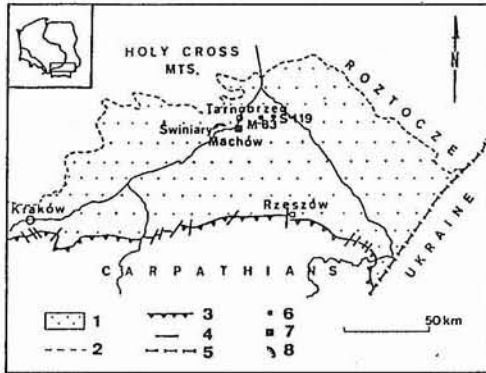 HOLY CROSS
MTS.
ROZTOCZE
N
Tarnobrzeg
S-119
Świniary
M-83
Machów
Kraków
Rzeszów
UKRAINE
CARPATHIANS
1
2
3
4
5
6
7
8
50 km